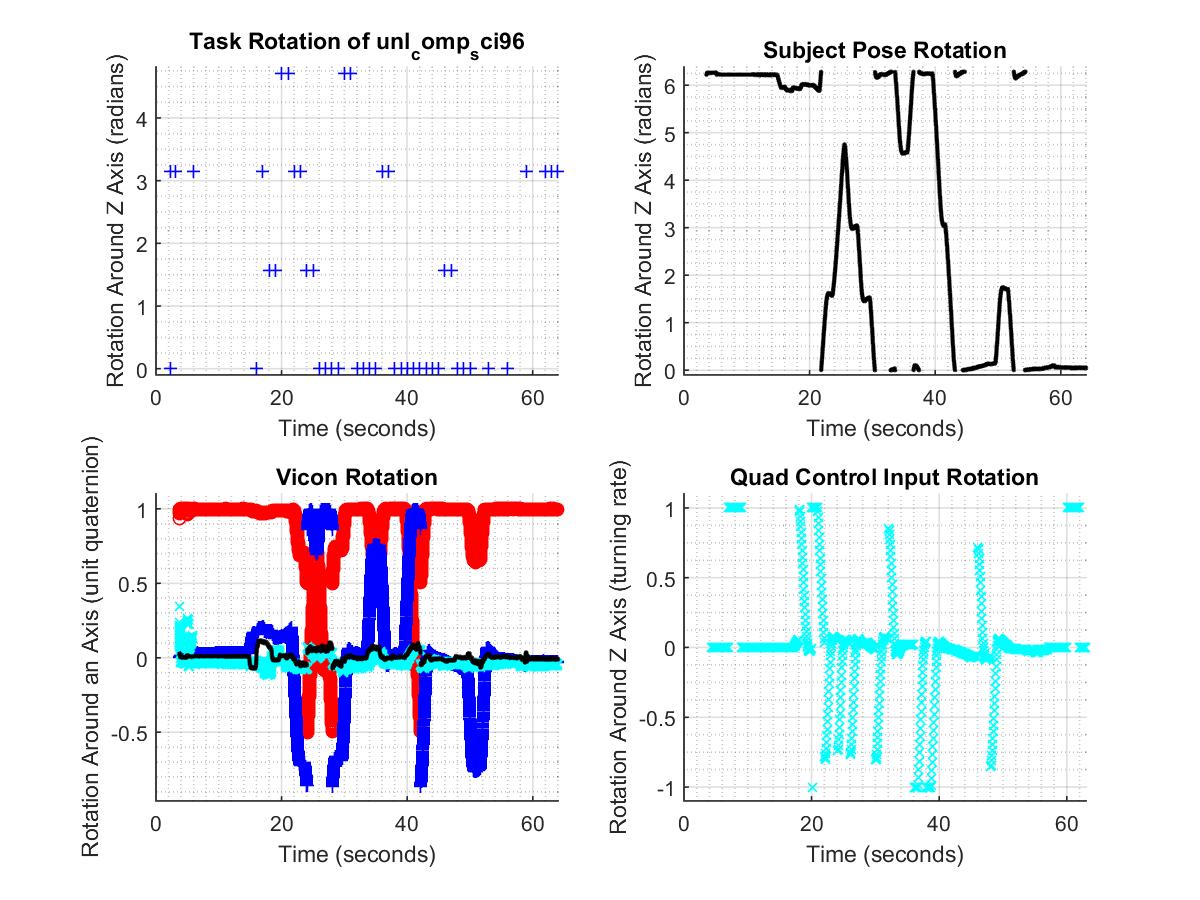 Task Rotation of unl_comp_sci96
Rotation Around Z Axis (radians)
4
3
2
1
0
0 20 40 60
Time (seconds)
Subject Pose Rotation
Rotation Around Z Axis (radians)
6
5
4
3
2
1
0
0 20 40 60
Time (seconds)
Vicon Rotation
Rotation Around an Axis (unit quaternion)
1
0.5
0
-0.5
0 20 40 60
Time (seconds)
Quad Control Input Rotation
Rotation Around Z Axis (turning rate)
1
0.5
0
-0.5
-1
0 20 40 60
Time (seconds)